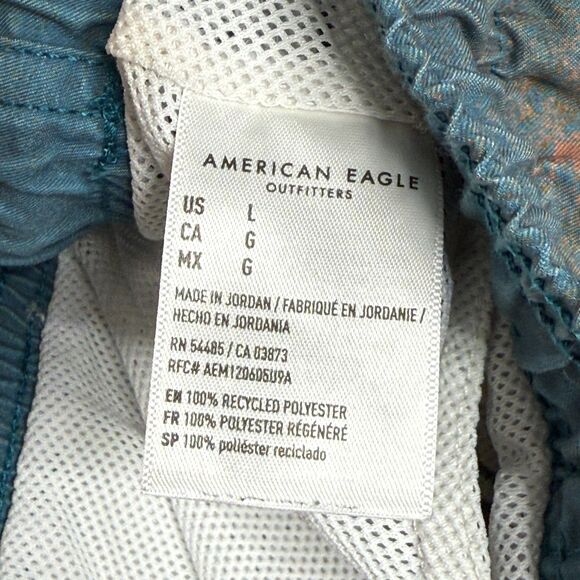 AMERICAN EAGLE
OUTFITTERS
US L
CA G
MX G
MADE IN JORDAN / FABRIQUÉ EN JORDANIE /
HECHO EN JORDANIA
RN 54485 / CA 03873
RFC# AEM120605U9A
EN 100% RECYCLED POLYESTER
FR 100% POLYESTER RÉGÉNÉRÉ
SP 100% poliéster reciclado